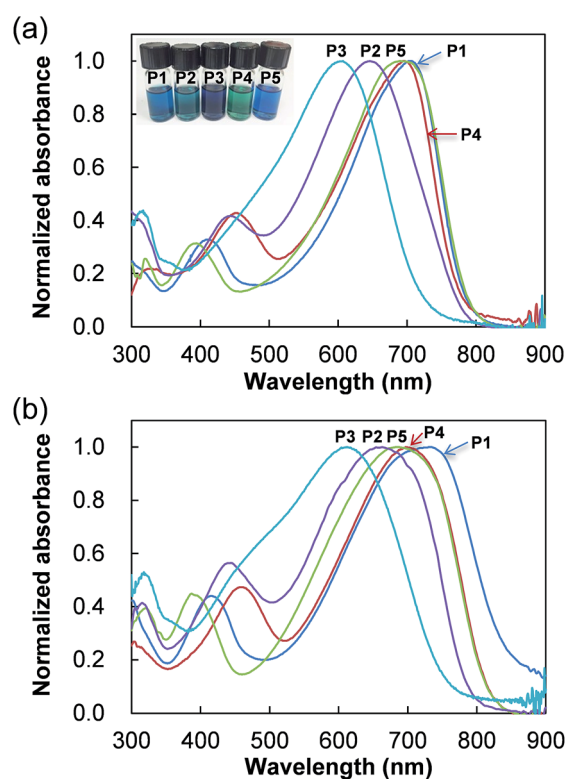 (a)
P1 P2 P3 P4 P5
P3 P2 P5 P1
P4
Normalized absorbance
1.0
0.8
0.6
0.4
0.2
0.0
300 400 500 600 700 800 900
Wavelength (nm)
(b)
P3 P2 P5 P4 P1
Normalized absorbance
1.0
0.8
0.6
0.4
0.2
0.0
300 400 500 600 700 800 900
Wavelength (nm)